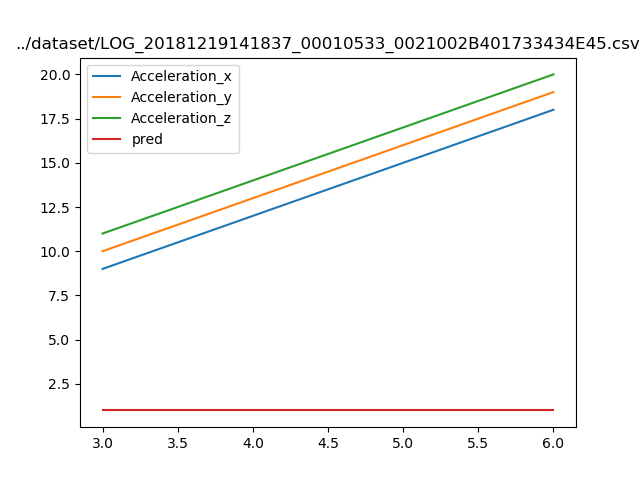 ../dataset/LOG_20181219141837_00010533_0021002B401733434E45.csv
20.0
17.5
15.0
12.5
10.0
7.5
5.0
2.5
Acceleration_x
Acceleration_y
Acceleration_z
pred
3.0 3.5 4.0 4.5 5.0 5.5 6.0